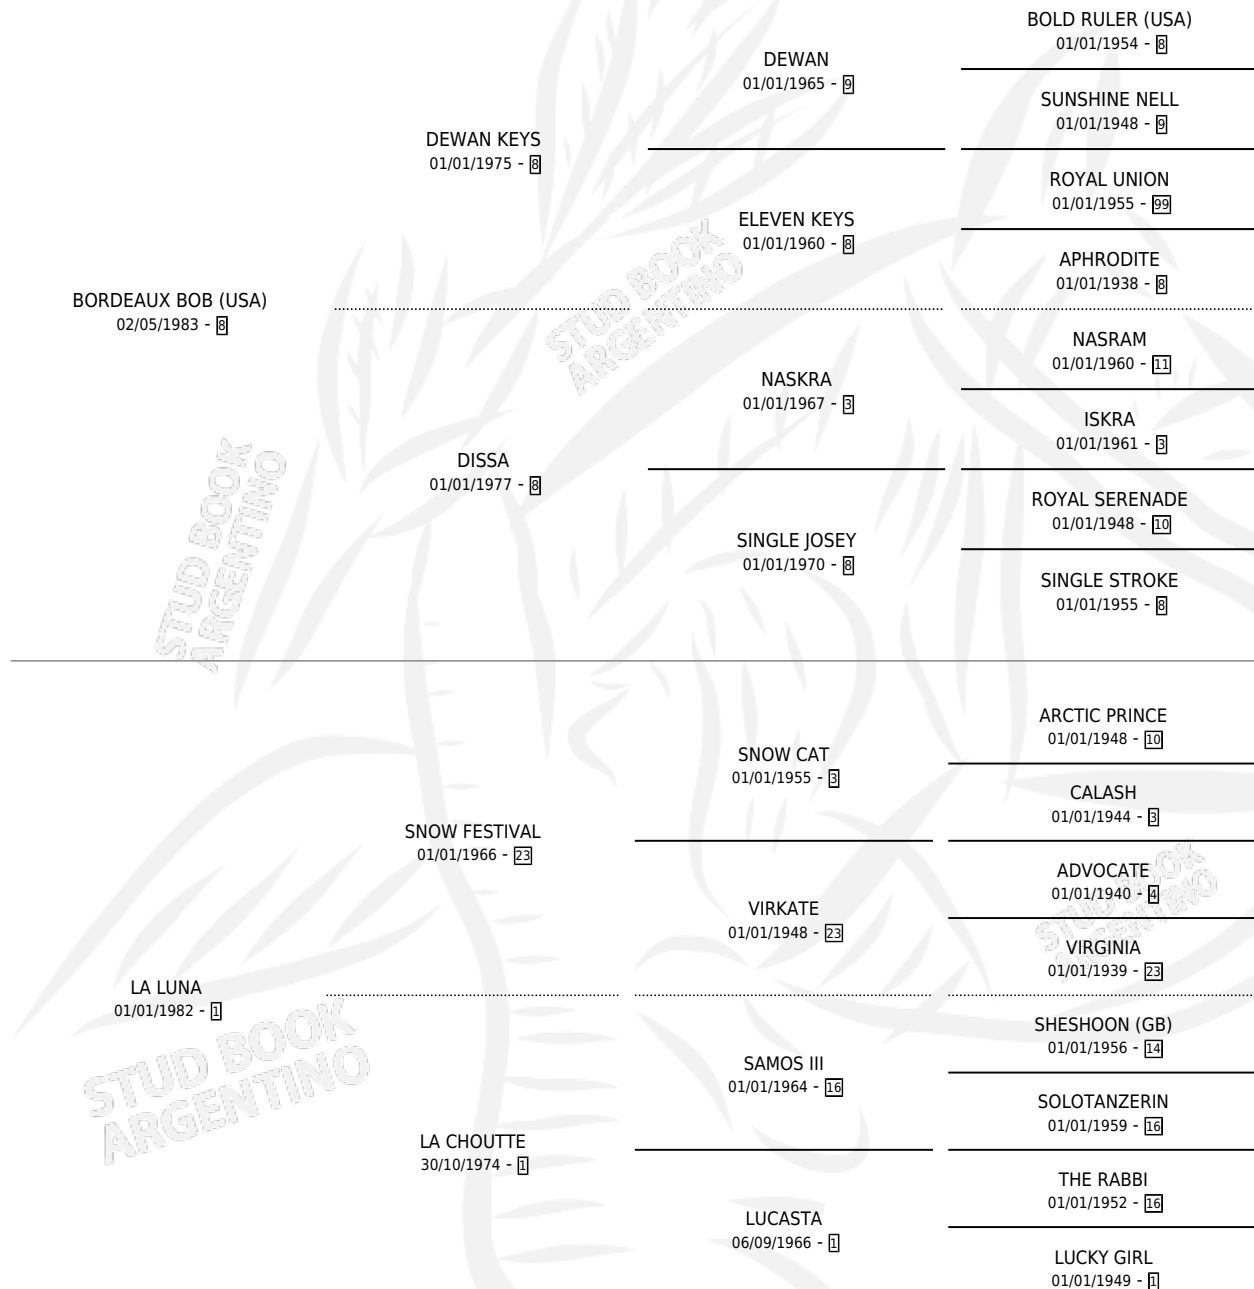 BOLD RULER (USA)
01/01/1954 - 8
DEWAN
01/01/1965 - 9
SUNSHINE NELL
01/01/1948 - 9
DEWAN KEYS
01/01/1975 - 8
ROYAL UNION
01/01/1955 - 99
ELEVEN KEYS
01/01/1960 - 8
APHRODITE
01/01/1938 - 8
BORDEAUX BOB (USA)
02/05/1983 - 8
NASRAM
01/01/1960 - 11
NASKRA
01/01/1967 - 3
ISKRA
01/01/1961 - 3
DISSA
01/01/1977 - 8
ROYAL SERENADE
01/01/1948 - 10
SINGLE JOSEY
01/01/1970 - 8
SINGLE STROKE
01/01/1955 - 8
ARCTIC PRINCE
01/01/1948 - 10
SNOW CAT
01/01/1955 - 3
CALASH
01/01/1944 - 3
SNOW FESTIVAL
01/01/1966 - 23
ADVOCATE
01/01/1940 - 4
VIRKATE
01/01/1948 - 23
VIRGINIA
01/01/1939 - 23
LA LUNA
01/01/1982 - 1
SHESHOON (GB)
01/01/1956 - 14
SAMOS III
01/01/1964 - 16
SOLOTANZERIN
01/01/1959 - 16
LA CHOUTTE
30/10/1974 - 1
THE RABBI
01/01/1952 - 16
LUCASTA
06/09/1966 - 1
LUCKY GIRL
01/01/1949 - 1
STUD BOOK
ARGENTINO
STUD BOOK
ARGENTINO
STUD BOOK
ARGENTINO
STUD BOOK
ARGENTINO